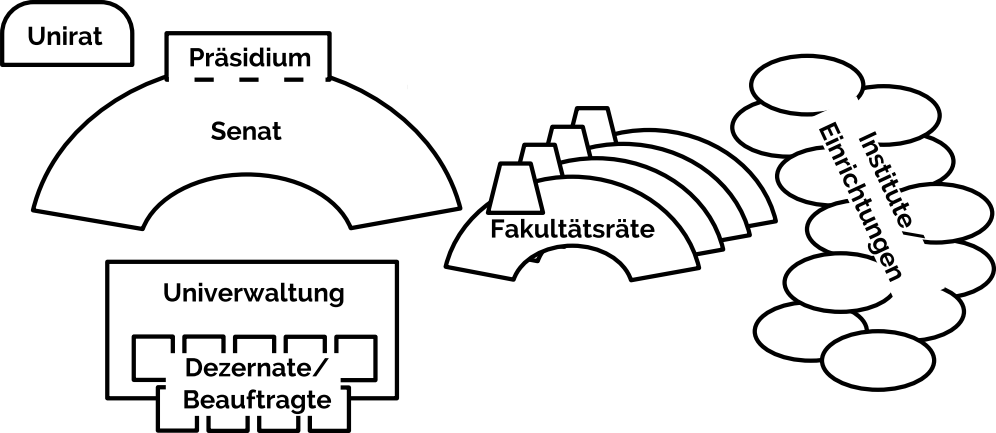 Unirat
Präsidium
Senat
Fakultätsräte
Institute/
Einrichtungen
Univerwaltung
Dezernate/
Beauftragte